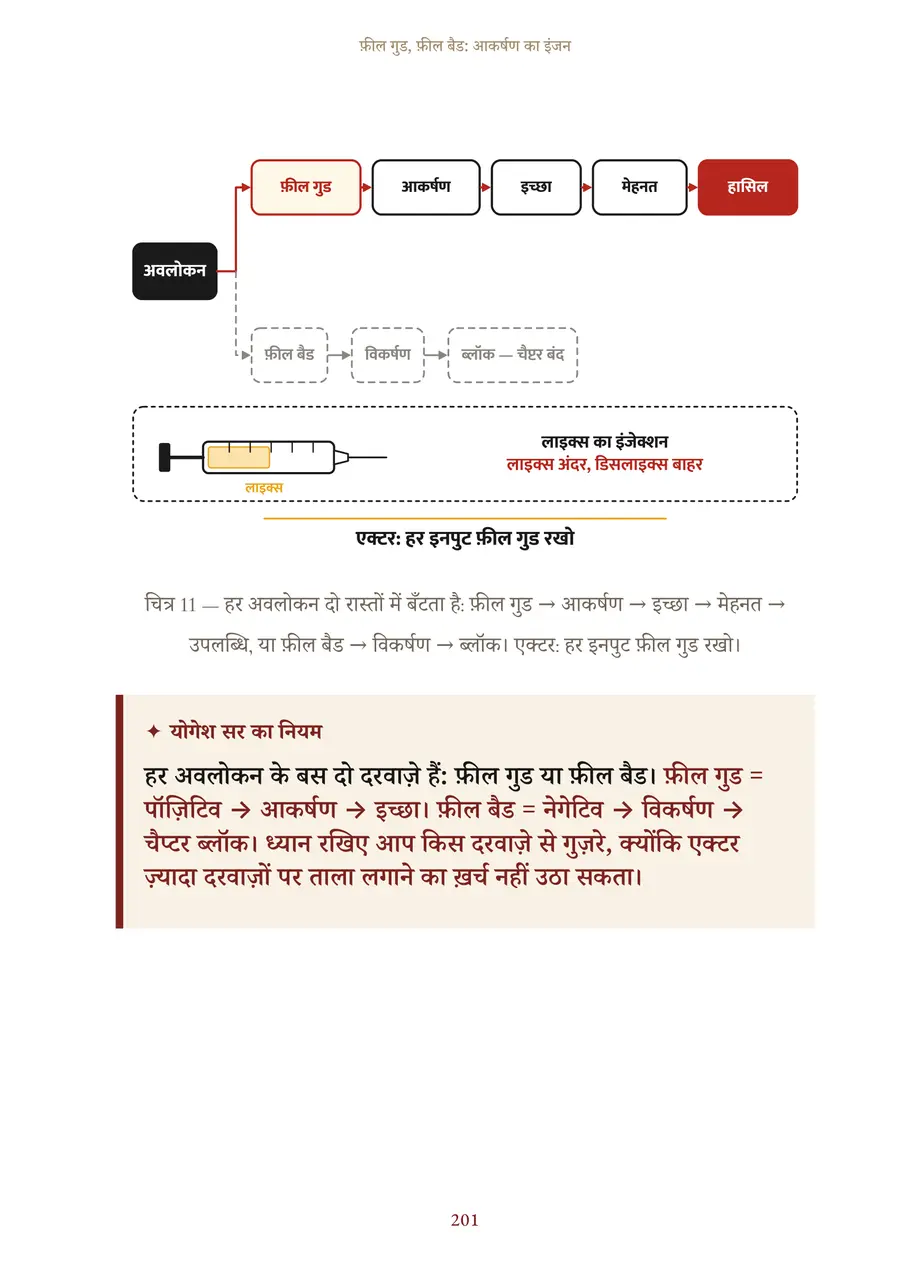 फ़ील गुड, फ़ील बैड: आकर्षण का इंजन
फ़ील गुड
आकर्षण
इच्छा
मेहनत
हासिल
अवलोकन
फ़ील बैड
विकर्षण
ब्लॉक — चैप्टर बंद
लाइक्स का इंजेक्शन
लाइक्स अंदर, डिसलाइक्स बाहर
लाइक्स
एक्टर: हर इनपुट फ़ील गुड रखो
चित्र 11 — हर अवलोकन दो रास्तों में बँटता है: फ़ील गुड → आकर्षण → इच्छा → मेहनत →
उपलब्धि, या फ़ील बैड → विकर्षण → ब्लॉक। एक्टर: हर इनपुट फ़ील गुड रखो।
✦ योगेश सर का नियम
हर अवलोकन के बस दो दरवाज़े हैं: फ़ील गुड या फ़ील बैड। फ़ील गुड =
पॉज़िटिव → आकर्षण → इच्छा। फ़ील बैड = नेगेटिव → विकर्षण →
चैप्टर ब्लॉक। ध्यान रखिए आप किस दरवाज़े से गुज़रे, क्योंकि एक्टर
ज़्यादा दरवाज़ों पर ताला लगाने का ख़र्च नहीं उठा सकता।
201